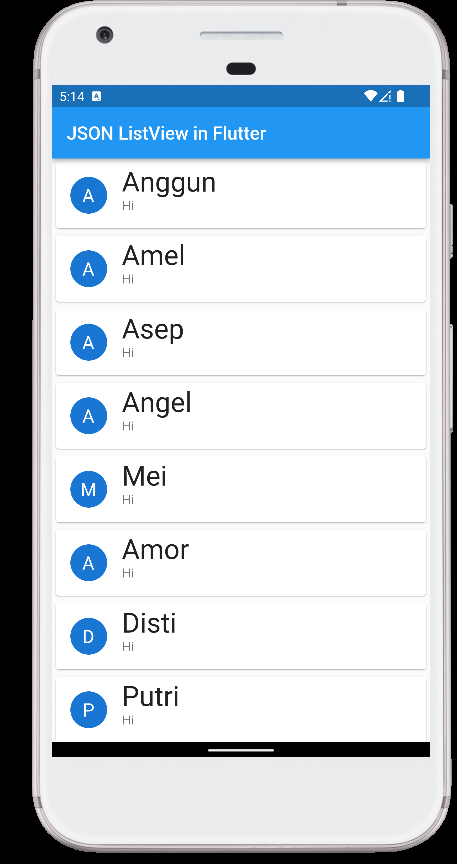 5:14 A
JSON ListView in Flutter
A Anggun
Hi
A Amel
Hi
A Asep
Hi
A Angel
Hi
M Mei
Hi
A Amor
Hi
D Disti
Hi
P Putri
Hi